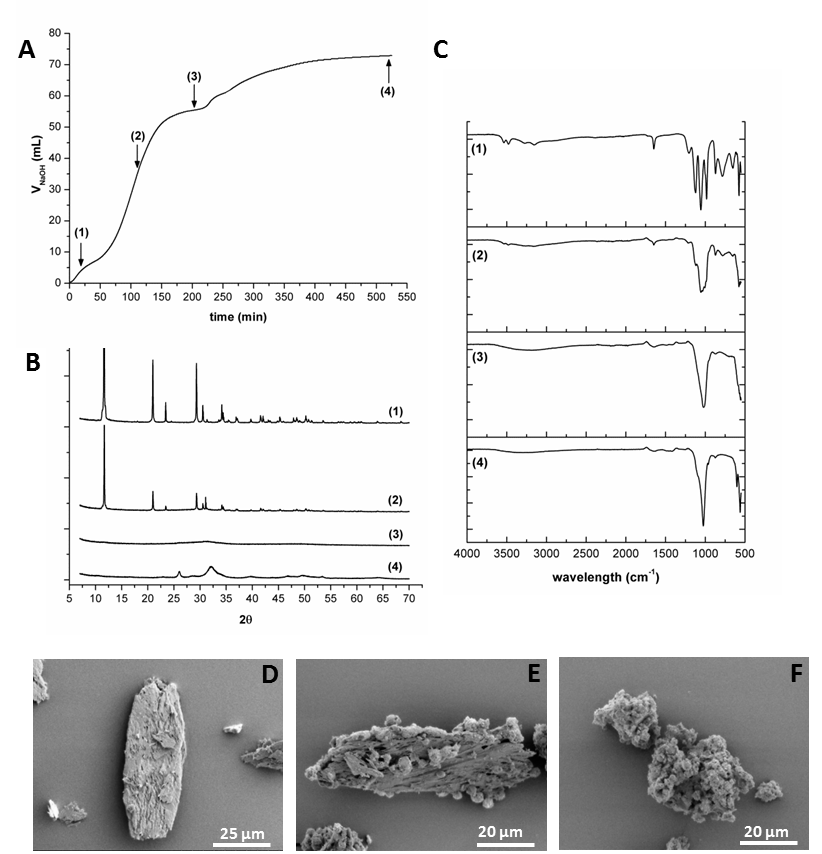 A
80
70
60
50
40
30
20
10
0
V NaOH (mL)
(1)
(2)
(3)
(4)
0 50 100 150 200 250 300 350 400 450 500 550
time (min)
B
(1)
(2)
(3)
(4)
5 10 15 20 25 30 35 40 45 50 55 60 65 70
2θ
C
(1)
(2)
(3)
(4)
4000 3500 3000 2500 2000 1500 1000 500
wavelength (cm⁻¹)
D
25 µm
E
20 µm
F
20 µm